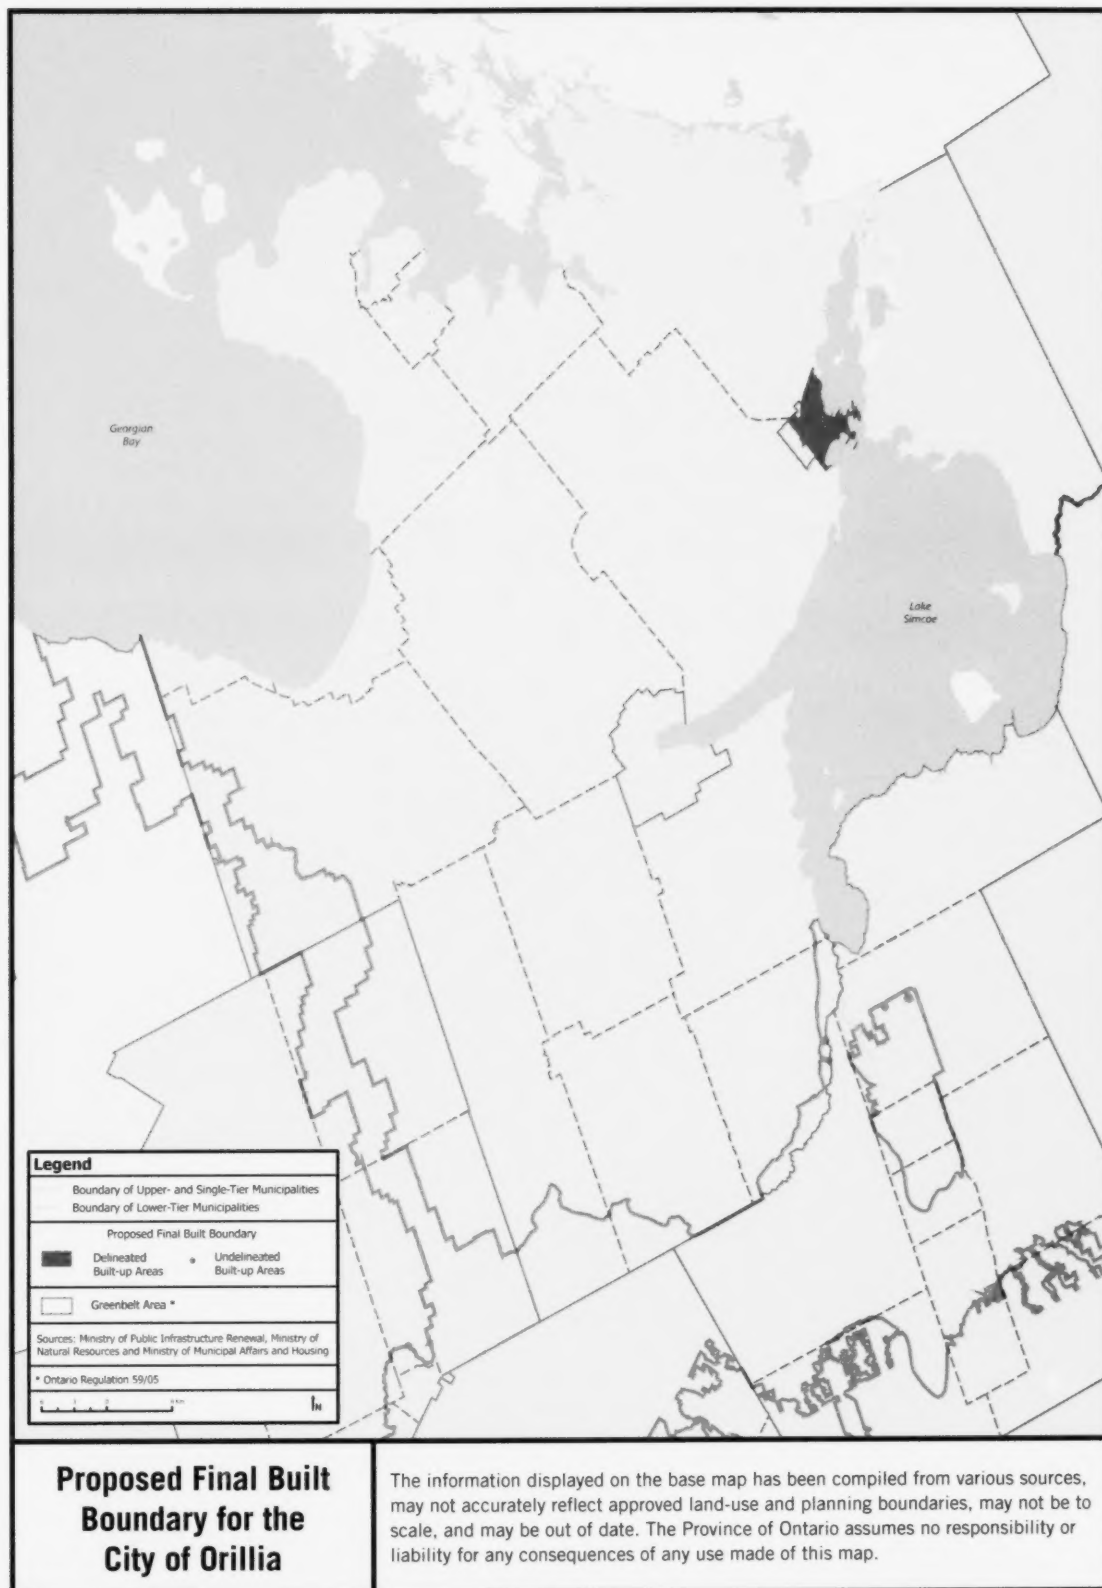 Georgian
Bay
Lake
Simcoe
Legend
Boundary of Upper- and Single-Tier Municipalities
Boundary of Lower-Tier Municipalities
Proposed Final Built Boundary
Delineated
Built-up Areas
Undelineated
Built-up Areas
Greenbelt Area *
Sources: Ministry of Public Infrastructure Renewal, Ministry of
Natural Resources and Ministry of Municipal Affairs and Housing
* Ontario Regulation 59/05
N
Proposed Final Built
Boundary for the
City of Orillia
The information displayed on the base map has been compiled from various sources,
may not accurately reflect approved land-use and planning boundaries, may not be to
scale, and may be out of date. The Province of Ontario assumes no responsibility or
liability for any consequences of any use made of this map.